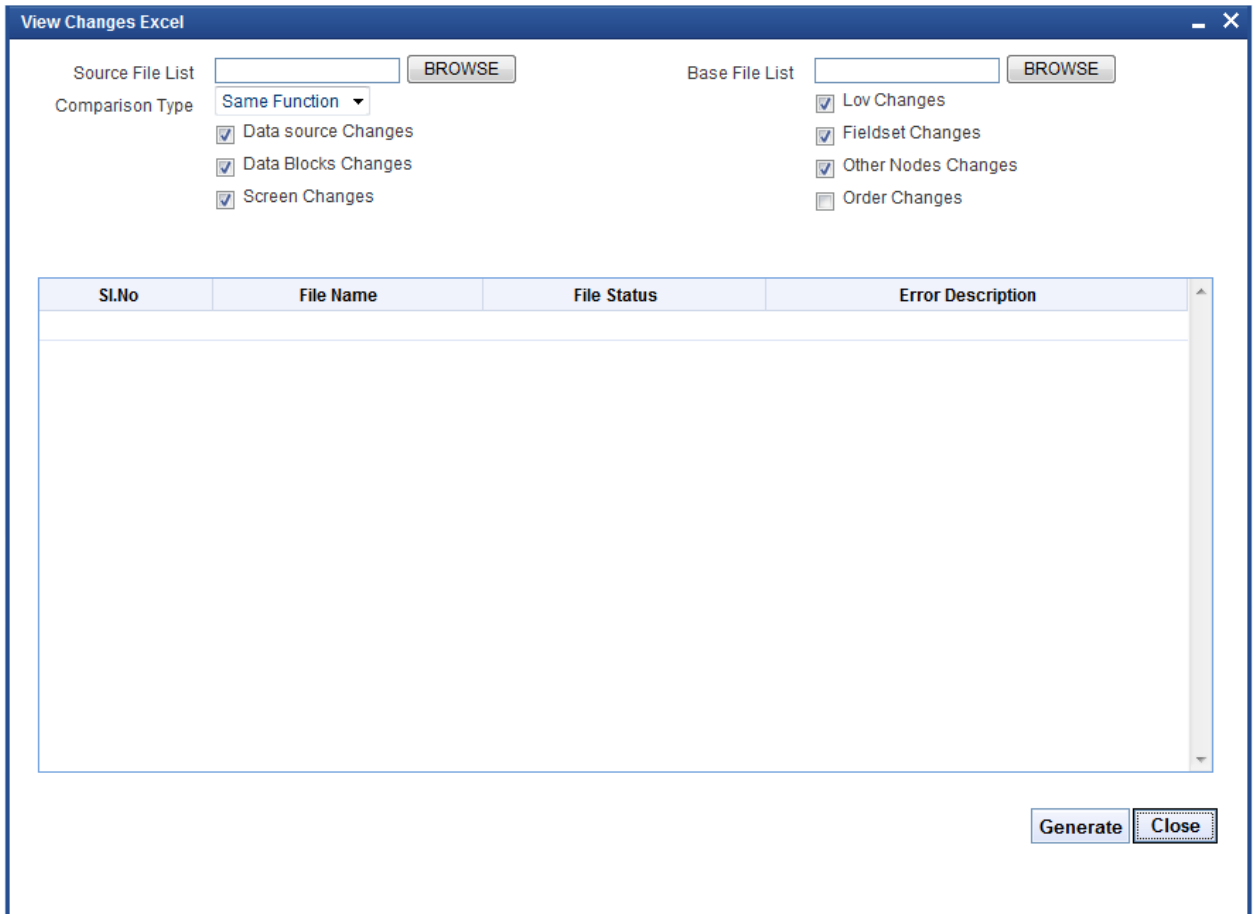 View Changes Excel
Source File List BROWSE Base File List BROWSE
Comparison Type Same Function Lov Changes
Data source Changes Fieldset Changes
Data Blocks Changes Other Nodes Changes
Screen Changes Order Changes
Sl.No File Name File Status Error Description
Generate Close